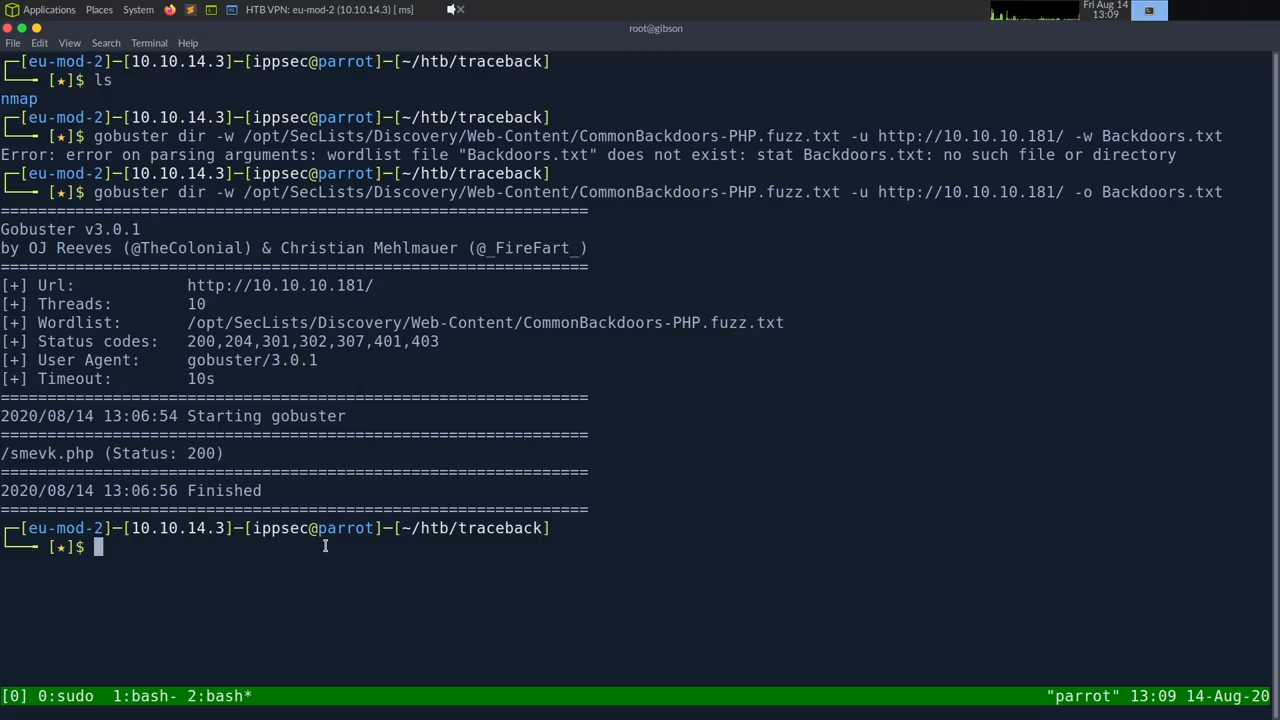 Applications Places System HTB VPN: eu-mod-2 (10.10.14.3) [ ms] Fri Aug 14
13:09
root@gibson
File Edit View Search Terminal Help
┌─[eu-mod-2]─[10.10.14.3]─[ippsec@parrot]─[~/htb/traceback]
└──╼ [★]$ ls
nmap
┌─[eu-mod-2]─[10.10.14.3]─[ippsec@parrot]─[~/htb/traceback]
└──╼ [★]$ gobuster dir -w /opt/SecLists/Discovery/Web-Content/CommonBackdoors-PHP.fuzz.txt -u http://10.10.10.181/ -w Backdoors.txt
Error: error on parsing arguments: wordlist file "Backdoors.txt" does not exist: stat Backdoors.txt: no such file or directory
┌─[eu-mod-2]─[10.10.14.3]─[ippsec@parrot]─[~/htb/traceback]
└──╼ [★]$ gobuster dir -w /opt/SecLists/Discovery/Web-Content/CommonBackdoors-PHP.fuzz.txt -u http://10.10.10.181/ -o Backdoors.txt
===============================================================
Gobuster v3.0.1
by OJ Reeves (@TheColonial) & Christian Mehlmauer (@_FireFart_)
===============================================================
[+] Url:            http://10.10.10.181/
[+] Threads:        10
[+] Wordlist:       /opt/SecLists/Discovery/Web-Content/CommonBackdoors-PHP.fuzz.txt
[+] Status codes:   200,204,301,302,307,401,403
[+] User Agent:     gobuster/3.0.1
[+] Timeout:        10s
===============================================================
2020/08/14 13:06:54 Starting gobuster
===============================================================
/smevk.php (Status: 200)
===============================================================
2020/08/14 13:06:56 Finished
===============================================================
┌─[eu-mod-2]─[10.10.14.3]─[ippsec@parrot]─[~/htb/traceback]
└──╼ [★]$
[0] 0:sudo  1:bash- 2:bash* "parrot" 13:09 14-Aug-20